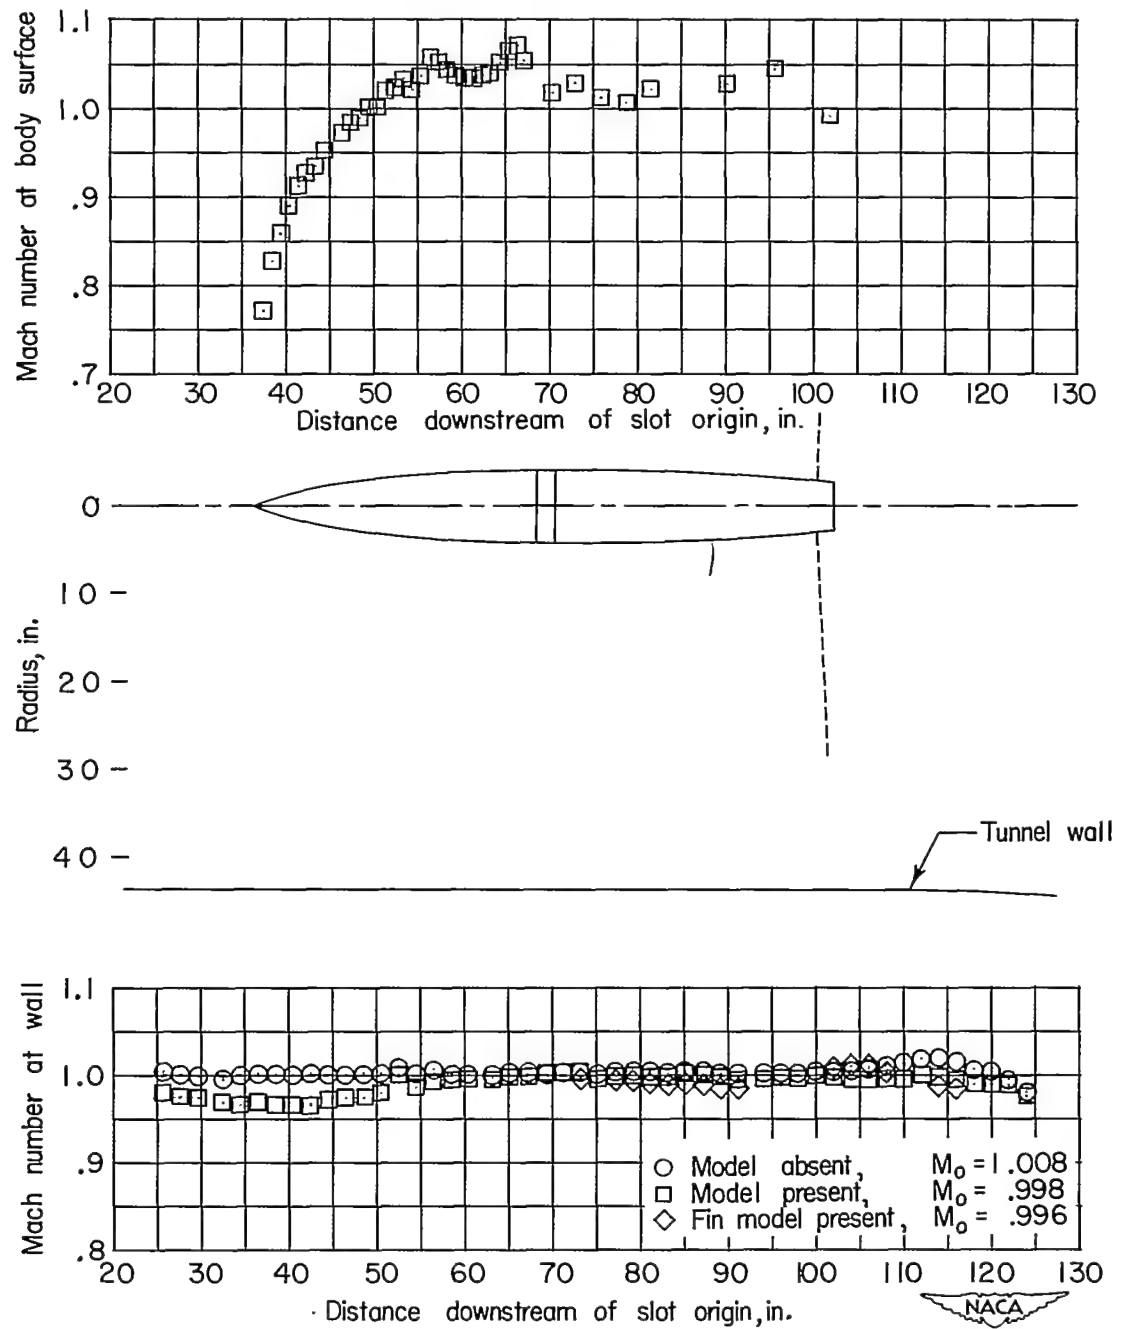 Mach number at body surface
1.1
1.0
.9
.8
.7
20 30 40 50 60 70 80 90 100 110 120 130
Distance downstream of slot origin, in.
Radius, in.
0
10
20
30
40
Tunnel wall
Mach number at wall
1.1
1.0
.9
.8
Model absent, Mo = 1.008
Model present, Mo = .998
Fin model present, Mo = .996
20 30 40 50 60 70 80 90 100 110 120 130
Distance downstream of slot origin, in.
NACA